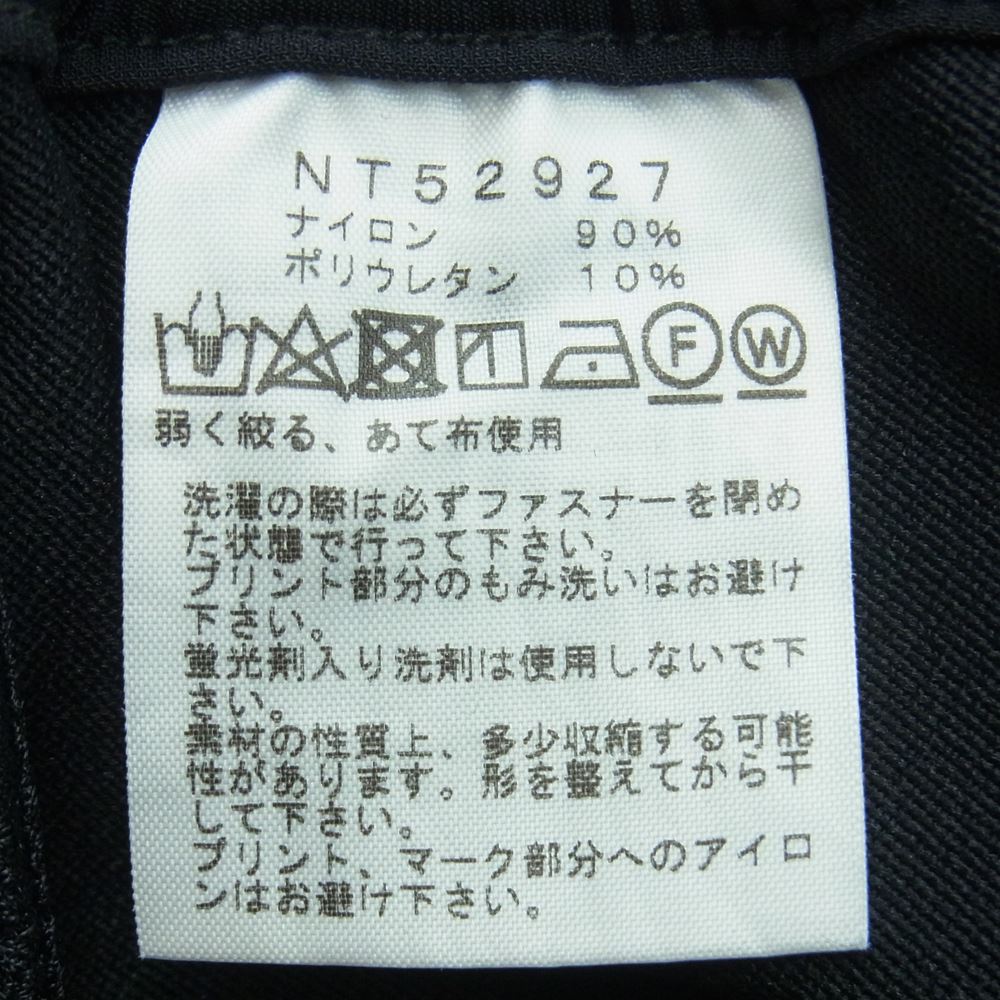 NT52927
ナイロン 90%
ポリウレタン 10%
F W
弱く絞る、あて布使用
洗濯の際は必ずファスナーを閉め
た状態で行って下さい。
プリント部分のもみ洗いはお避け
下さい。
蛍光剤入り洗剤は使用しないで下
さい。
素材の性質上、多少収縮する可能
性があります。形を整えてから干
して下さい。
プリント、マーク部分へのアイロ
ンはお避け下さい。